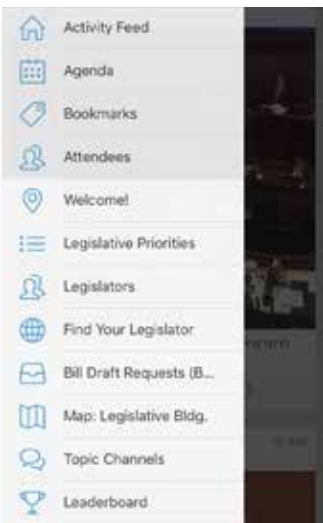 Activity Feed
Agenda
Bookmarks
Attendees
Welcome!
Legislative Priorities
Legislators
Find Your Legislator
Bill Draft Requests (B...
Map: Legislative Bldg.
Topic Channels
Leaderboard